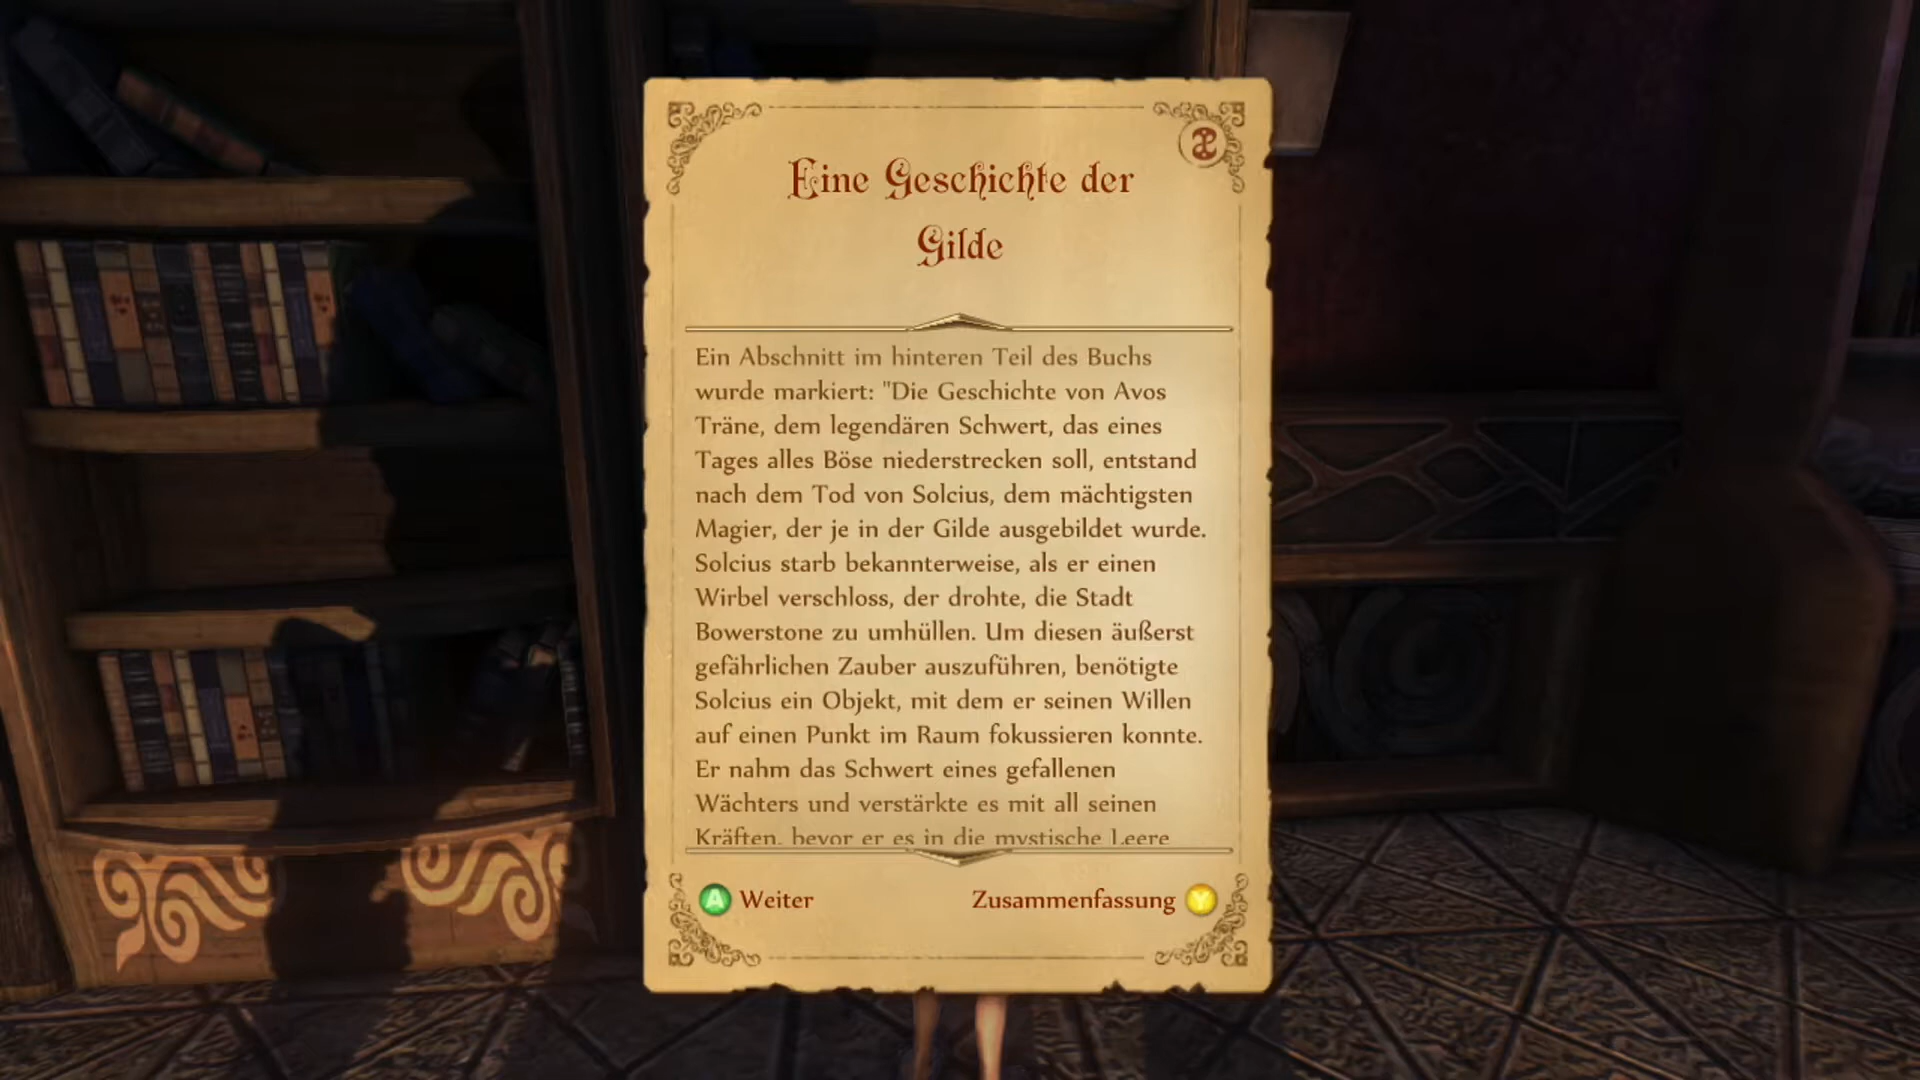 Eine Geschichte der
Gilde
Ein Abschnitt im hinteren Teil des Buchs
wurde markiert: "Die Geschichte von Avos
Träne, dem legendären Schwert, das eines
Tages alles Böse niederstrecken soll, entstand
nach dem Tod von Solcius, dem mächtigsten
Magier, der je in der Gilde ausgebildet wurde.
Solcius starb bekannterweise, als er einen
Wirbel verschloss, der drohte, die Stadt
Bowerstone zu umhüllen. Um diesen äußerst
gefährlichen Zauber auszuführen, benötigte
Solcius ein Objekt, mit dem er seinen Willen
auf einen Punkt im Raum fokussieren konnte.
Er nahm das Schwert eines gefallenen
Wächters und verstärkte es mit all seinen
Kräften, bevor er es in die mystische Leere
A Weiter
Zusammenfassung Y